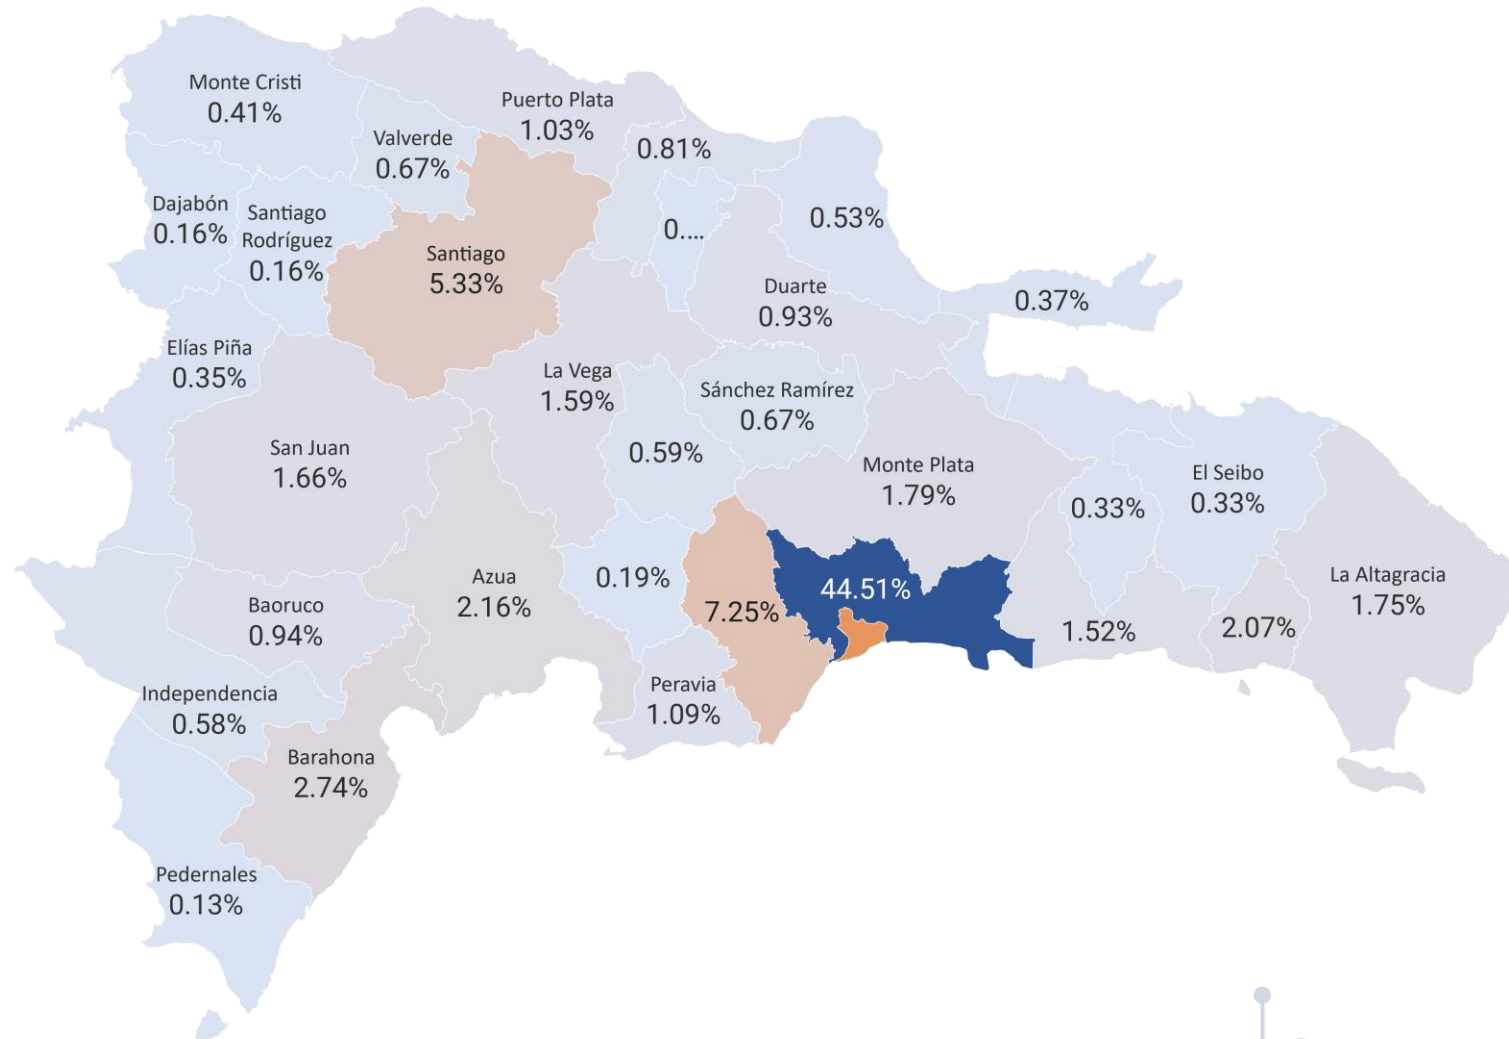 Monte Cristi
0.41%
Puerto Plata
1.03%
Valverde
0.67%
0.81%
Dajabón
0.16%
Santiago
Rodríguez
0.16%
Santiago
5.33%
0....
0.53%
Duarte
0.93%
0.37%
Elías Piña
0.35%
La Vega
1.59%
Sánchez Ramírez
0.67%
San Juan
1.66%
0.59%
Monte Plata
1.79%
0.33%
El Seibo
0.33%
Azua
2.16%
0.19%
7.25%
44.51%
La Altagracia
1.75%
Baoruco
0.94%
1.52%
2.07%
Independencia
0.58%
Peravia
1.09%
Barahona
2.74%
Pedernales
0.13%